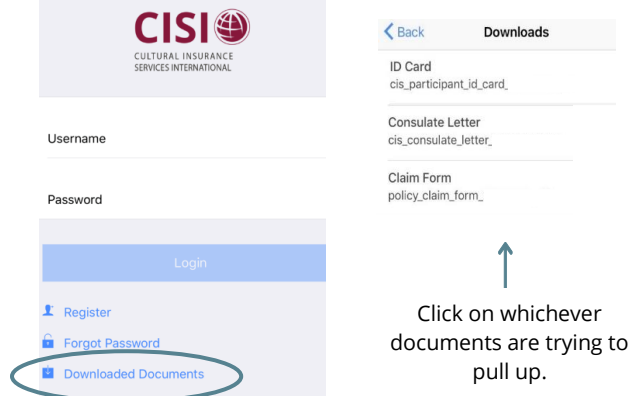 CISI
CULTURAL INSURANCE
SERVICES INTERNATIONAL
Username
Password
Login
Register
Forgot Password
Downloaded Documents
Back Downloads
ID Card
cis_participant_id_card_
Consulate Letter
cis_consulate_letter_
Claim Form
policy_claim_form_
Click on whichever
documents are trying to
pull up.